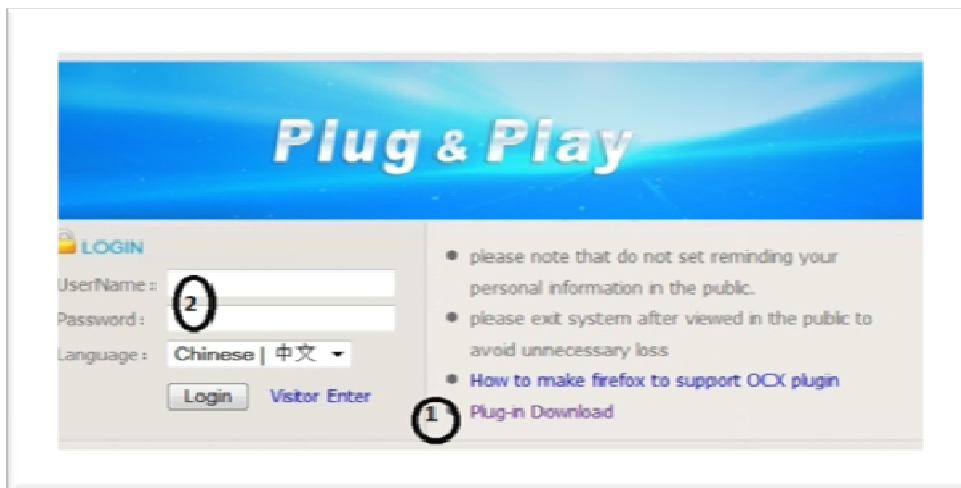 Plug & Play
LOGIN
UserName :
Password :
Language : Chinese | 中文
Login Visitor Enter
2
please note that do not set reminding your
personal information in the public.
please exit system after viewed in the public to
avoid unnecessary loss
How to make firefox to support OCX plugin
1 Plug-in Download